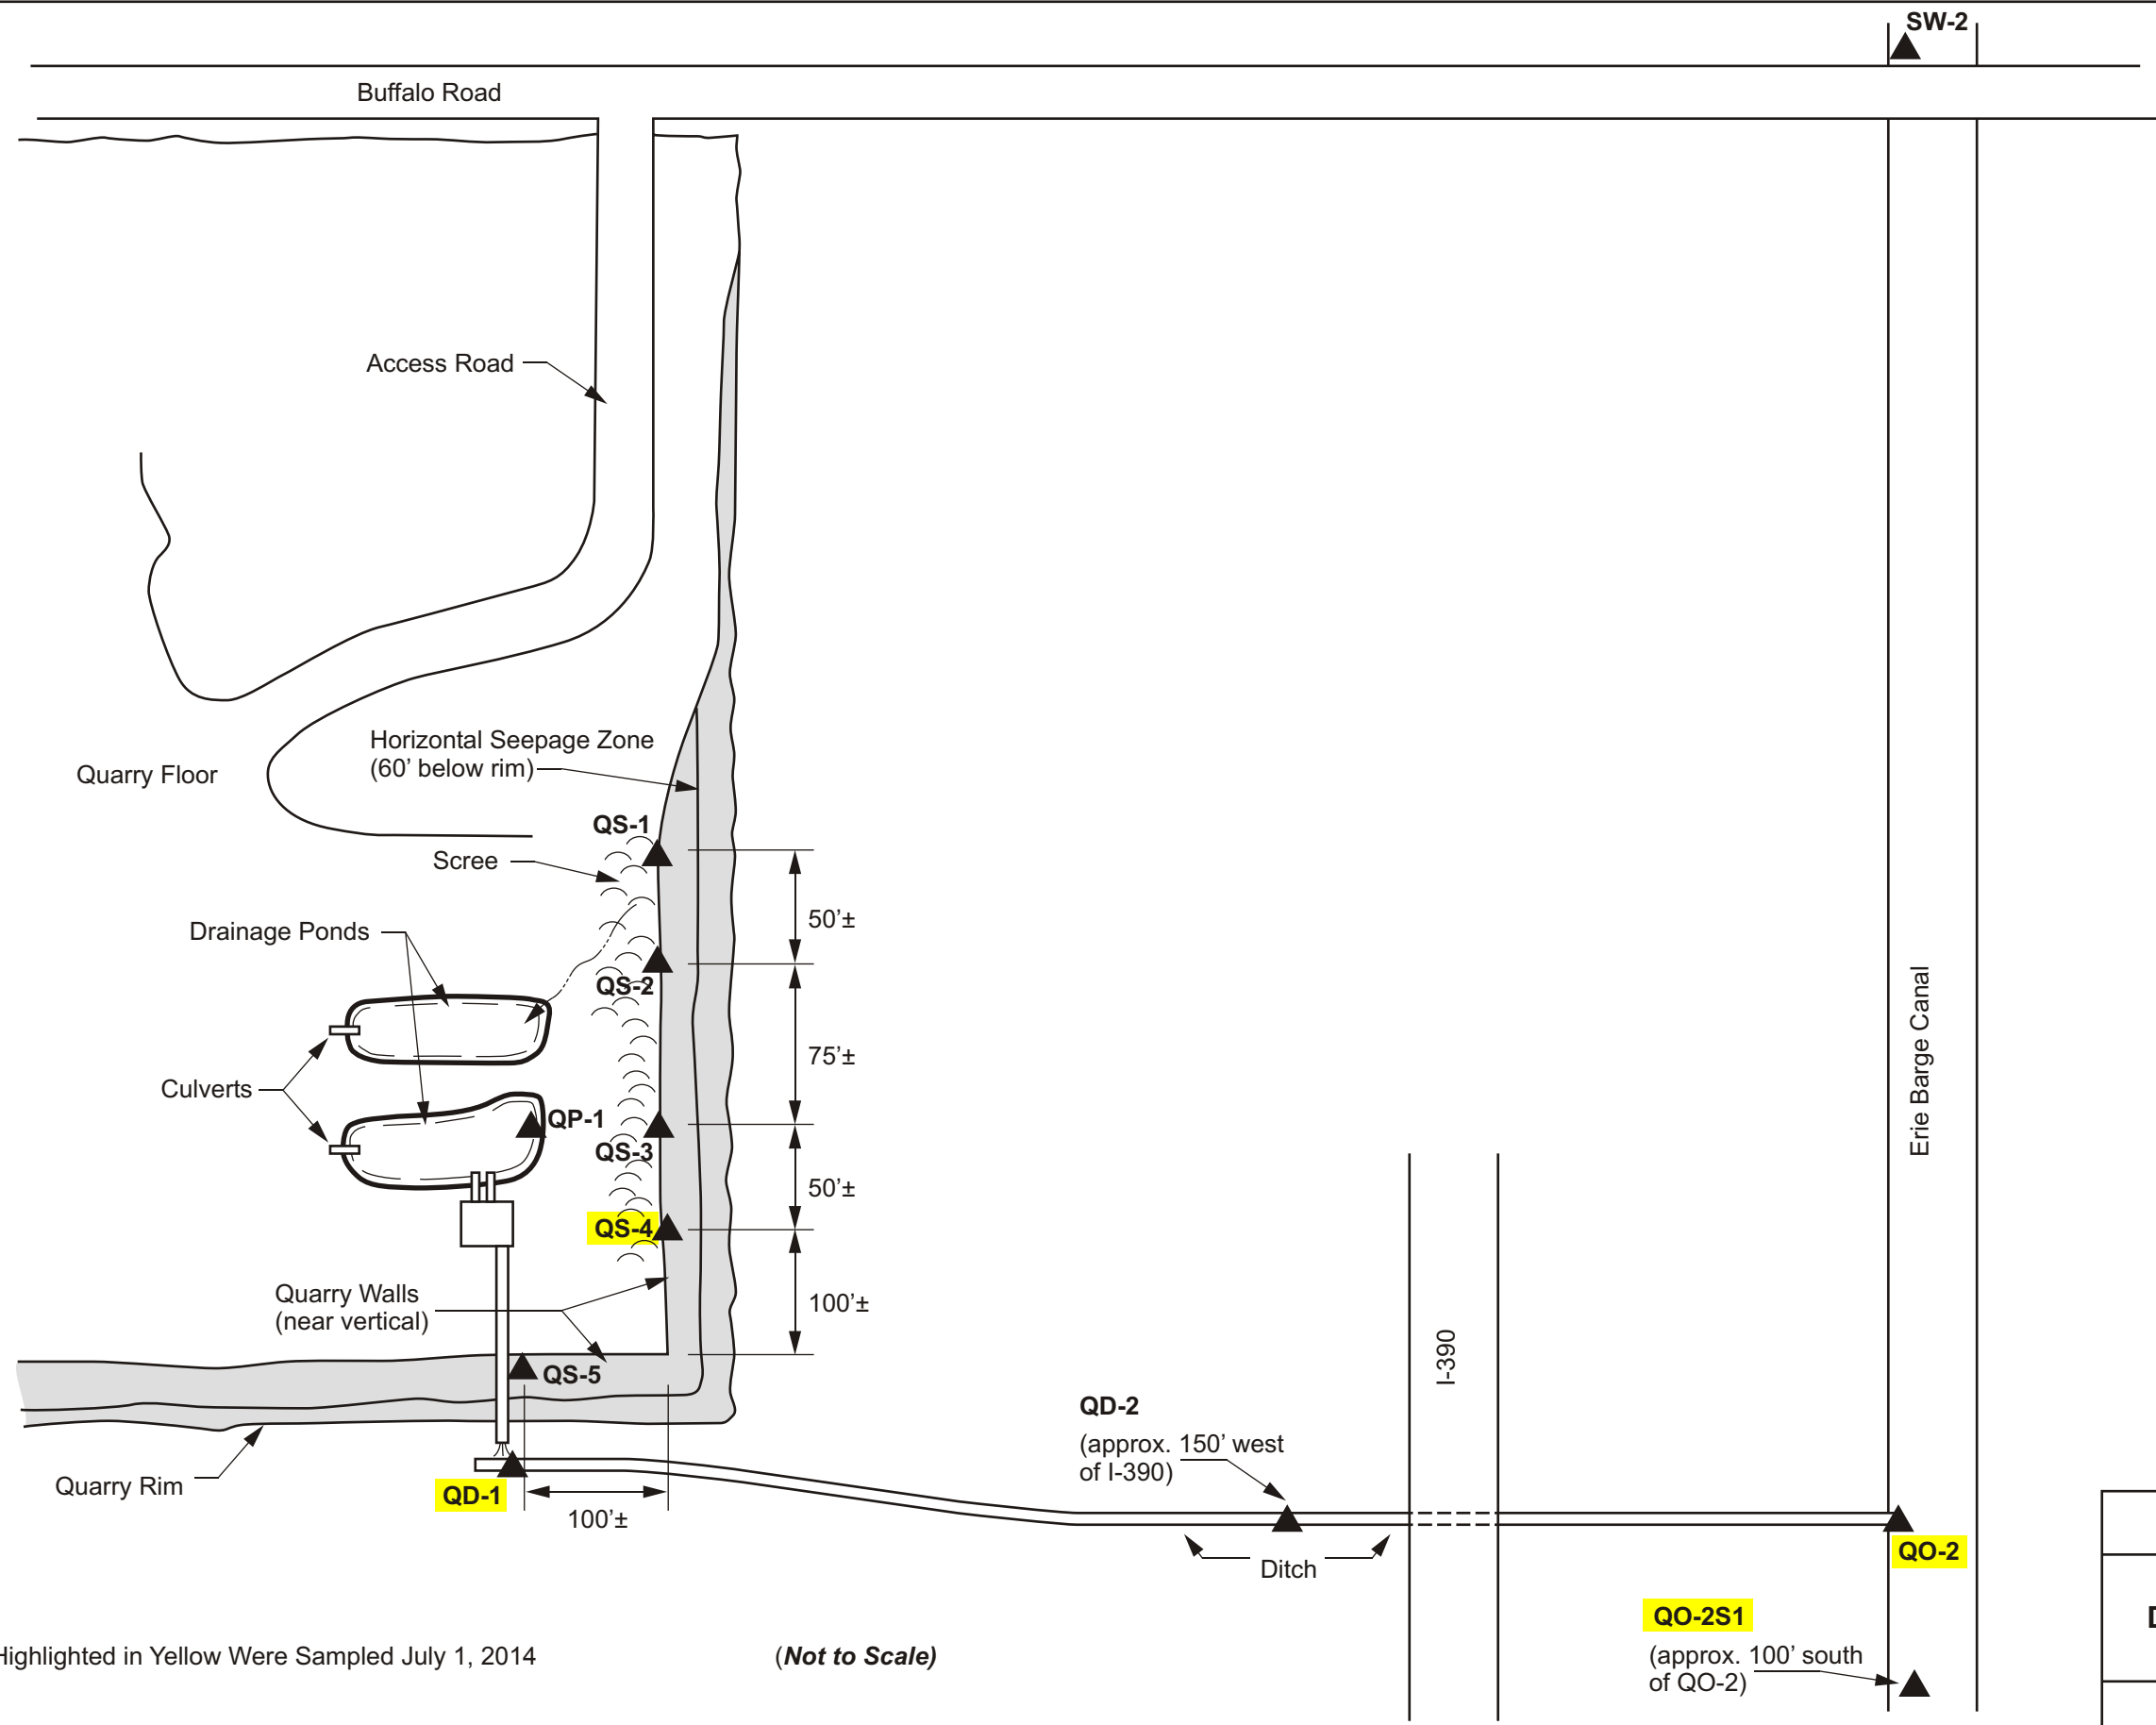 SW-2
Buffalo Road
Access Road
Horizontal Seepage Zone
(60’ below rim)
Quarry Floor
QS-1
Scree
50’±
Drainage Ponds
QS-2
75’±
Erie Barge Canal
Culverts
QP-1
QS-3
50’±
QS-4
Quarry Walls
(near vertical)
100’±
I-390
QS-5
QD-2
(approx. 150’ west
of I-390)
Quarry Rim
QD-1
100’±
Ditch
QO-2
QO-2S1
(approx. 100’ south
of QO-2)
Highlighted in Yellow Were Sampled July 1, 2014
(Not to Scale)